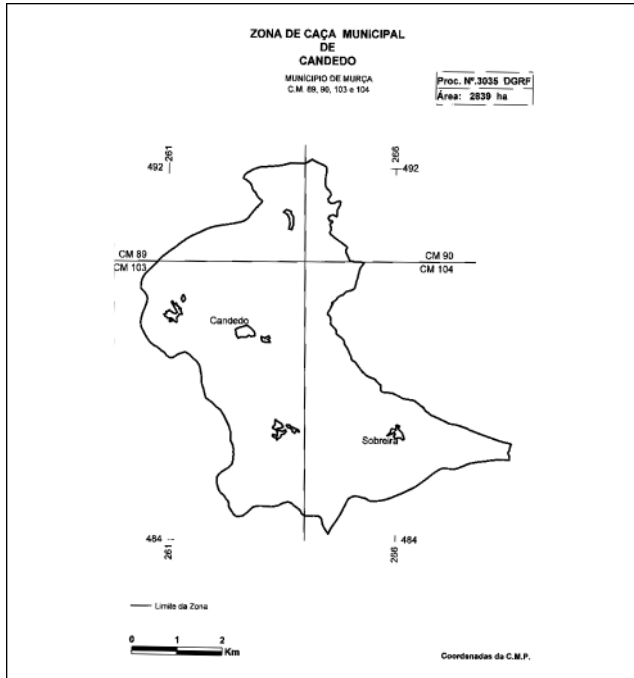 ZONA DE CAÇA MUNICIPAL
DE
CANDEDO
MUNICIPIO DE MURÇA
C.M. 89, 90, 103 e 104
Proc. Nº.3035 DGRF
Área: 2839 ha
261
266
492
492
CM 89
CM 90
CM 103
CM 104
Candedo
Sobreira
484
484
261
266
Limite da Zona
0 1 2
Km
Coordenadas da C.M.P.